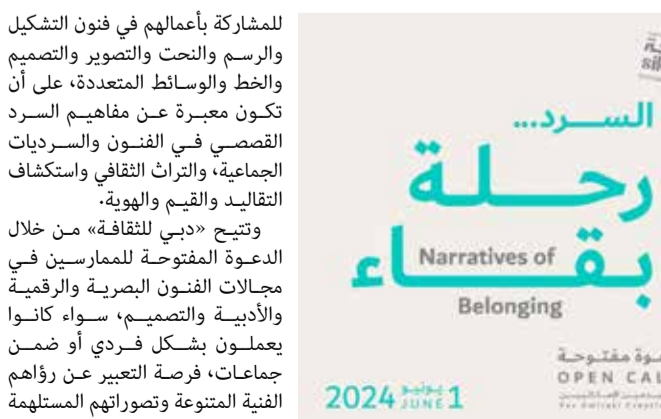 للمشاركة بأعمالهم في فنون التشكيل
والرسم والنحت والتصوير والتصميم
والخط والوسائط المتعددة، على أن
تكون معبرة عن مفاهيم السرد
القصصي في الفنون والسرديات
الجماعية، والتراث الثقافي واستكشاف
التقاليد والقيم والهوية.
وتتيح «دبي للثقافة» من خلال
الدعوة المفتوحة للممارسين في
مجالات الفنون البصرية والرقمية
والأدبية والتصميم، سواء كانوا
يعملون بشكل فردي أو ضمن
جماعات، فرصة التعبير عن رؤاهم
الفنية المتنوعة وتصوراتهم المستلهمة
السرد...
رحلة
Narratives of
بقاء
Belonging
مفتوحة
OPEN
2024 يونيو JUNE 1